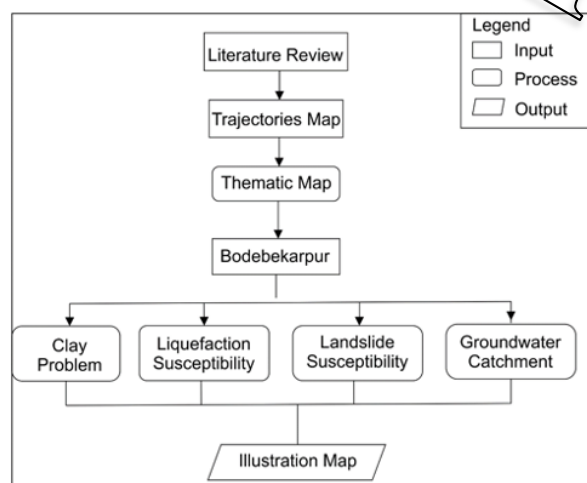 Legend
Input
Process
Output
Literature Review
Trajectories Map
Thematic Map
Bodebekarpur
Clay
Problem
Liquefaction
Susceptibility
Landslide
Susceptibility
Groundwater
Catchment
Illustration Map